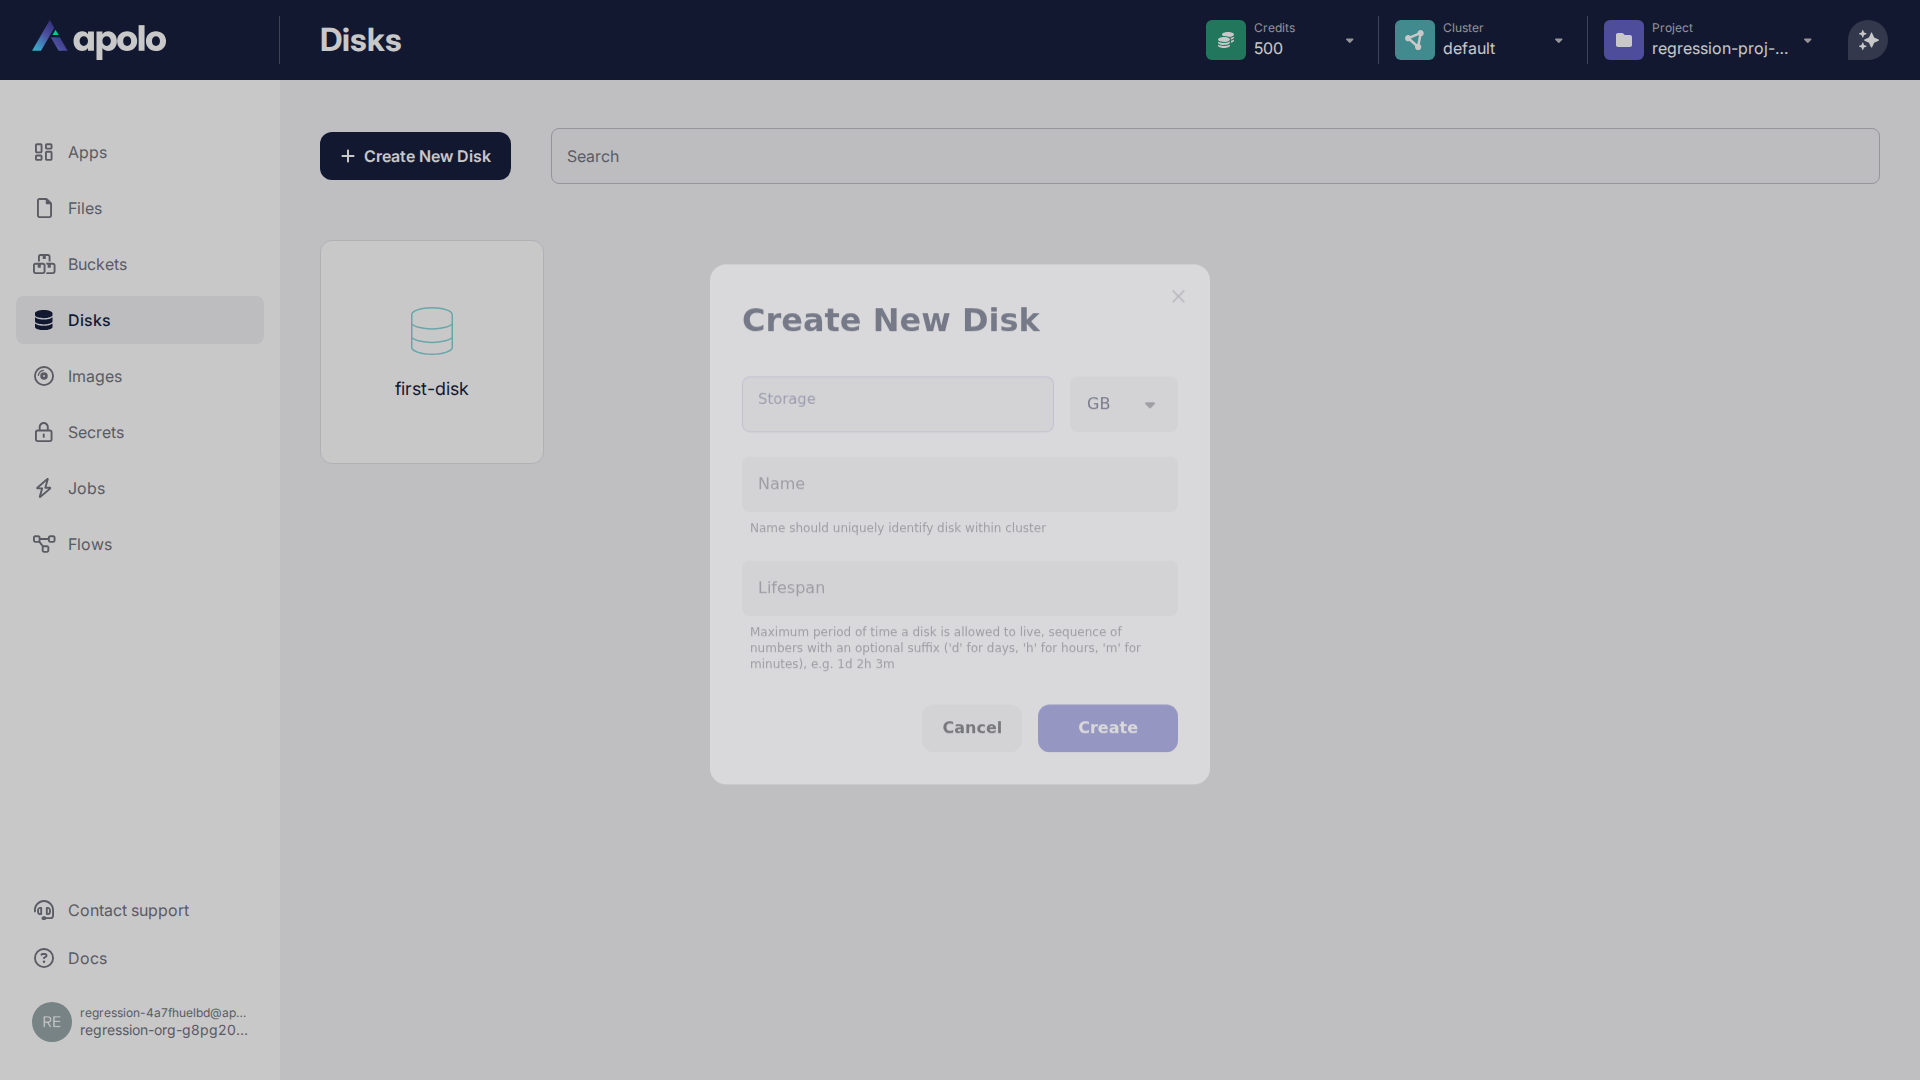 apolo
Disks
Credits
500
Cluster
default
Project
regression-proj-...
Apps
Files
Buckets
Disks
Images
Secrets
Jobs
Flows
Contact support
Docs
RE
regression-4a7fhuelbd@ap...
regression-org-g8pg20...
Create New Disk
Search
first-disk
Create New Disk
Storage
GB
Name
Name should uniquely identify disk within cluster
Lifespan
Maximum period of time a disk is allowed to live, sequence of
numbers with an optional suffix ('d' for days, 'h' for hours, 'm' for
minutes), e.g. 1d 2h 3m
Cancel
Create